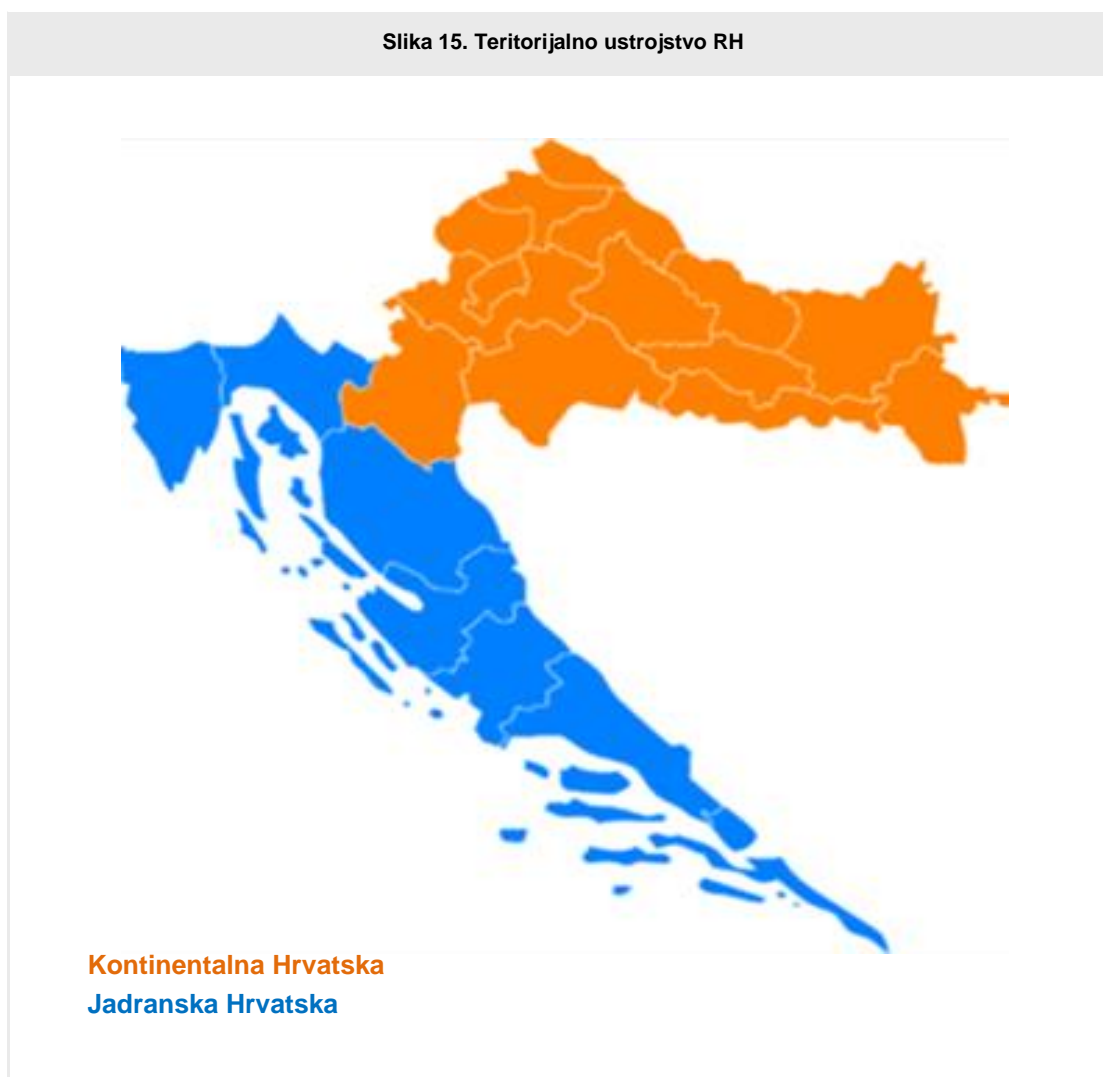 Slika 15. Teritorijalno ustrojstvo RH
Kontinentalna Hrvatska
Jadranska Hrvatska